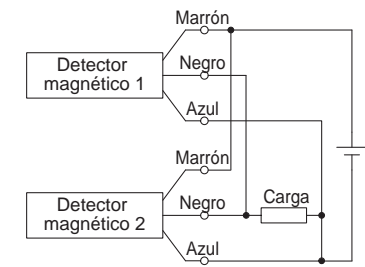 Marrón
Detector
magnético 1
Negro
Azul
Marrón
Detector
magnético 2
Negro
Carga
Azul